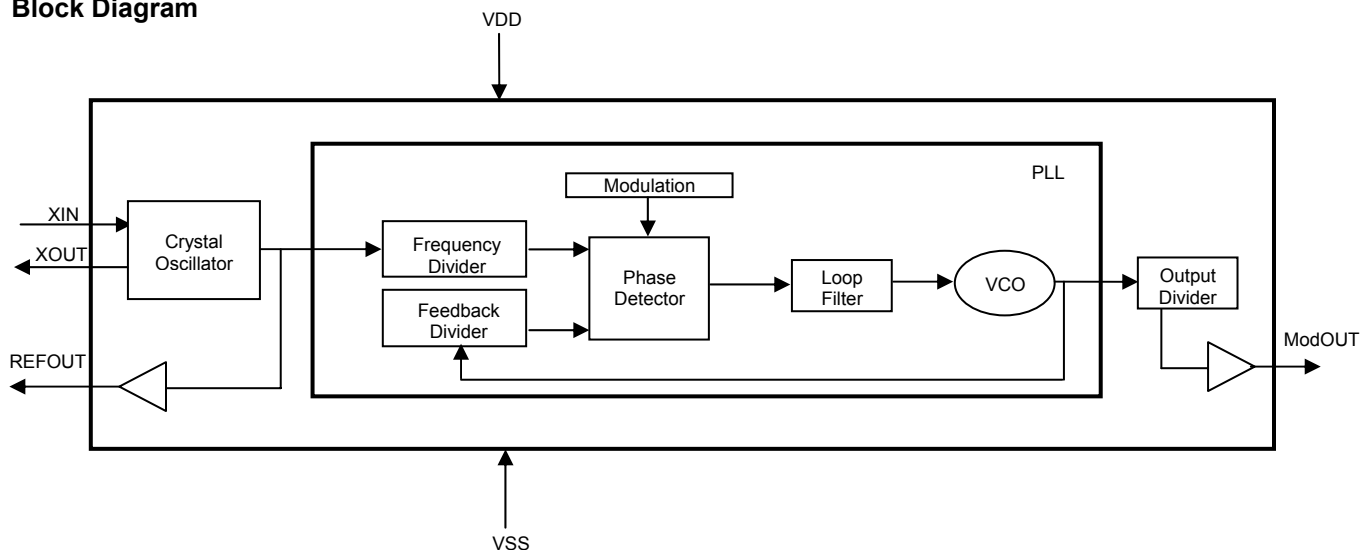 Block Diagram
VDD
PLL
Modulation
XIN
XOUT
Crystal
Oscillator
Frequency
Divider
Feedback
Divider
Phase
Detector
Loop
Filter
VCO
Output
Divider
REFOUT
ModOUT
VSS